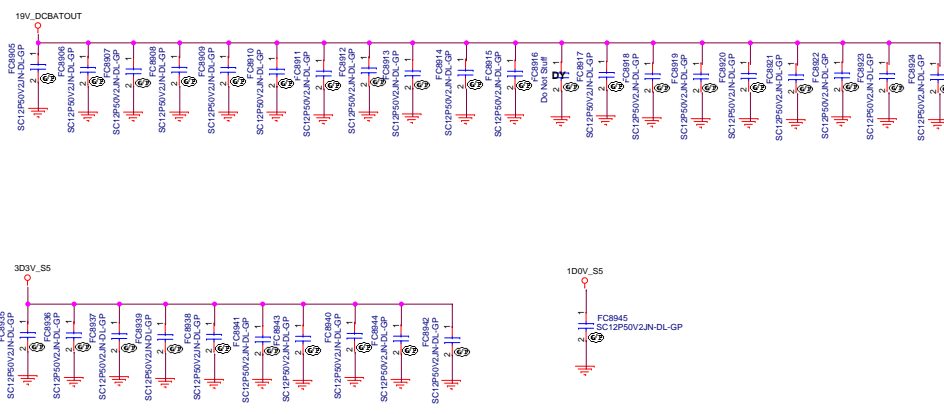 19V_DCBATOUT
FC8905
SC12P50V2JN-DL-GP
FC8906
SC12P50V2JN-DL-GP
FC8907
SC12P50V2JN-DL-GP
FC8908
SC12P50V2JN-DL-GP
FC8909
SC12P50V2JN-DL-GP
FC8910
SC12P50V2JN-DL-GP
FC8911
SC12P50V2JN-DL-GP
FC8912
SC12P50V2JN-DL-GP
FC8913
SC12P50V2JN-DL-GP
FC8914
SC12P50V2JN-DL-GP
FC8915
SC12P50V2JN-DL-GP
FC8916
Do Not Stuff
DY
FC8917
SC12P50V2JN-DL-GP
FC8918
SC12P50V2JN-DL-GP
FC8919
SC12P50V2JN-DL-GP
FC8920
SC12P50V2JN-DL-GP
FC8921
SC12P50V2JN-DL-GP
FC8922
SC12P50V2JN-DL-GP
FC8923
SC12P50V2JN-DL-GP
FC8924
SC12P50V2JN-DL-GP
3D3V_S5
FC8935
SC12P50V2JN-DL-GP
FC8936
SC12P50V2JN-DL-GP
FC8937
SC12P50V2JN-DL-GP
FC8939
SC12P50V2JN-DL-GP
FC8938
SC12P50V2JN-DL-GP
FC8941
SC12P50V2JN-DL-GP
FC8943
SC12P50V2JN-DL-GP
FC8940
SC12P50V2JN-DL-GP
FC8944
SC12P50V2JN-DL-GP
FC8942
SC12P50V2JN-DL-GP
1D0V_S5
1
FC8945
SC12P50V2JN-DL-GP
2